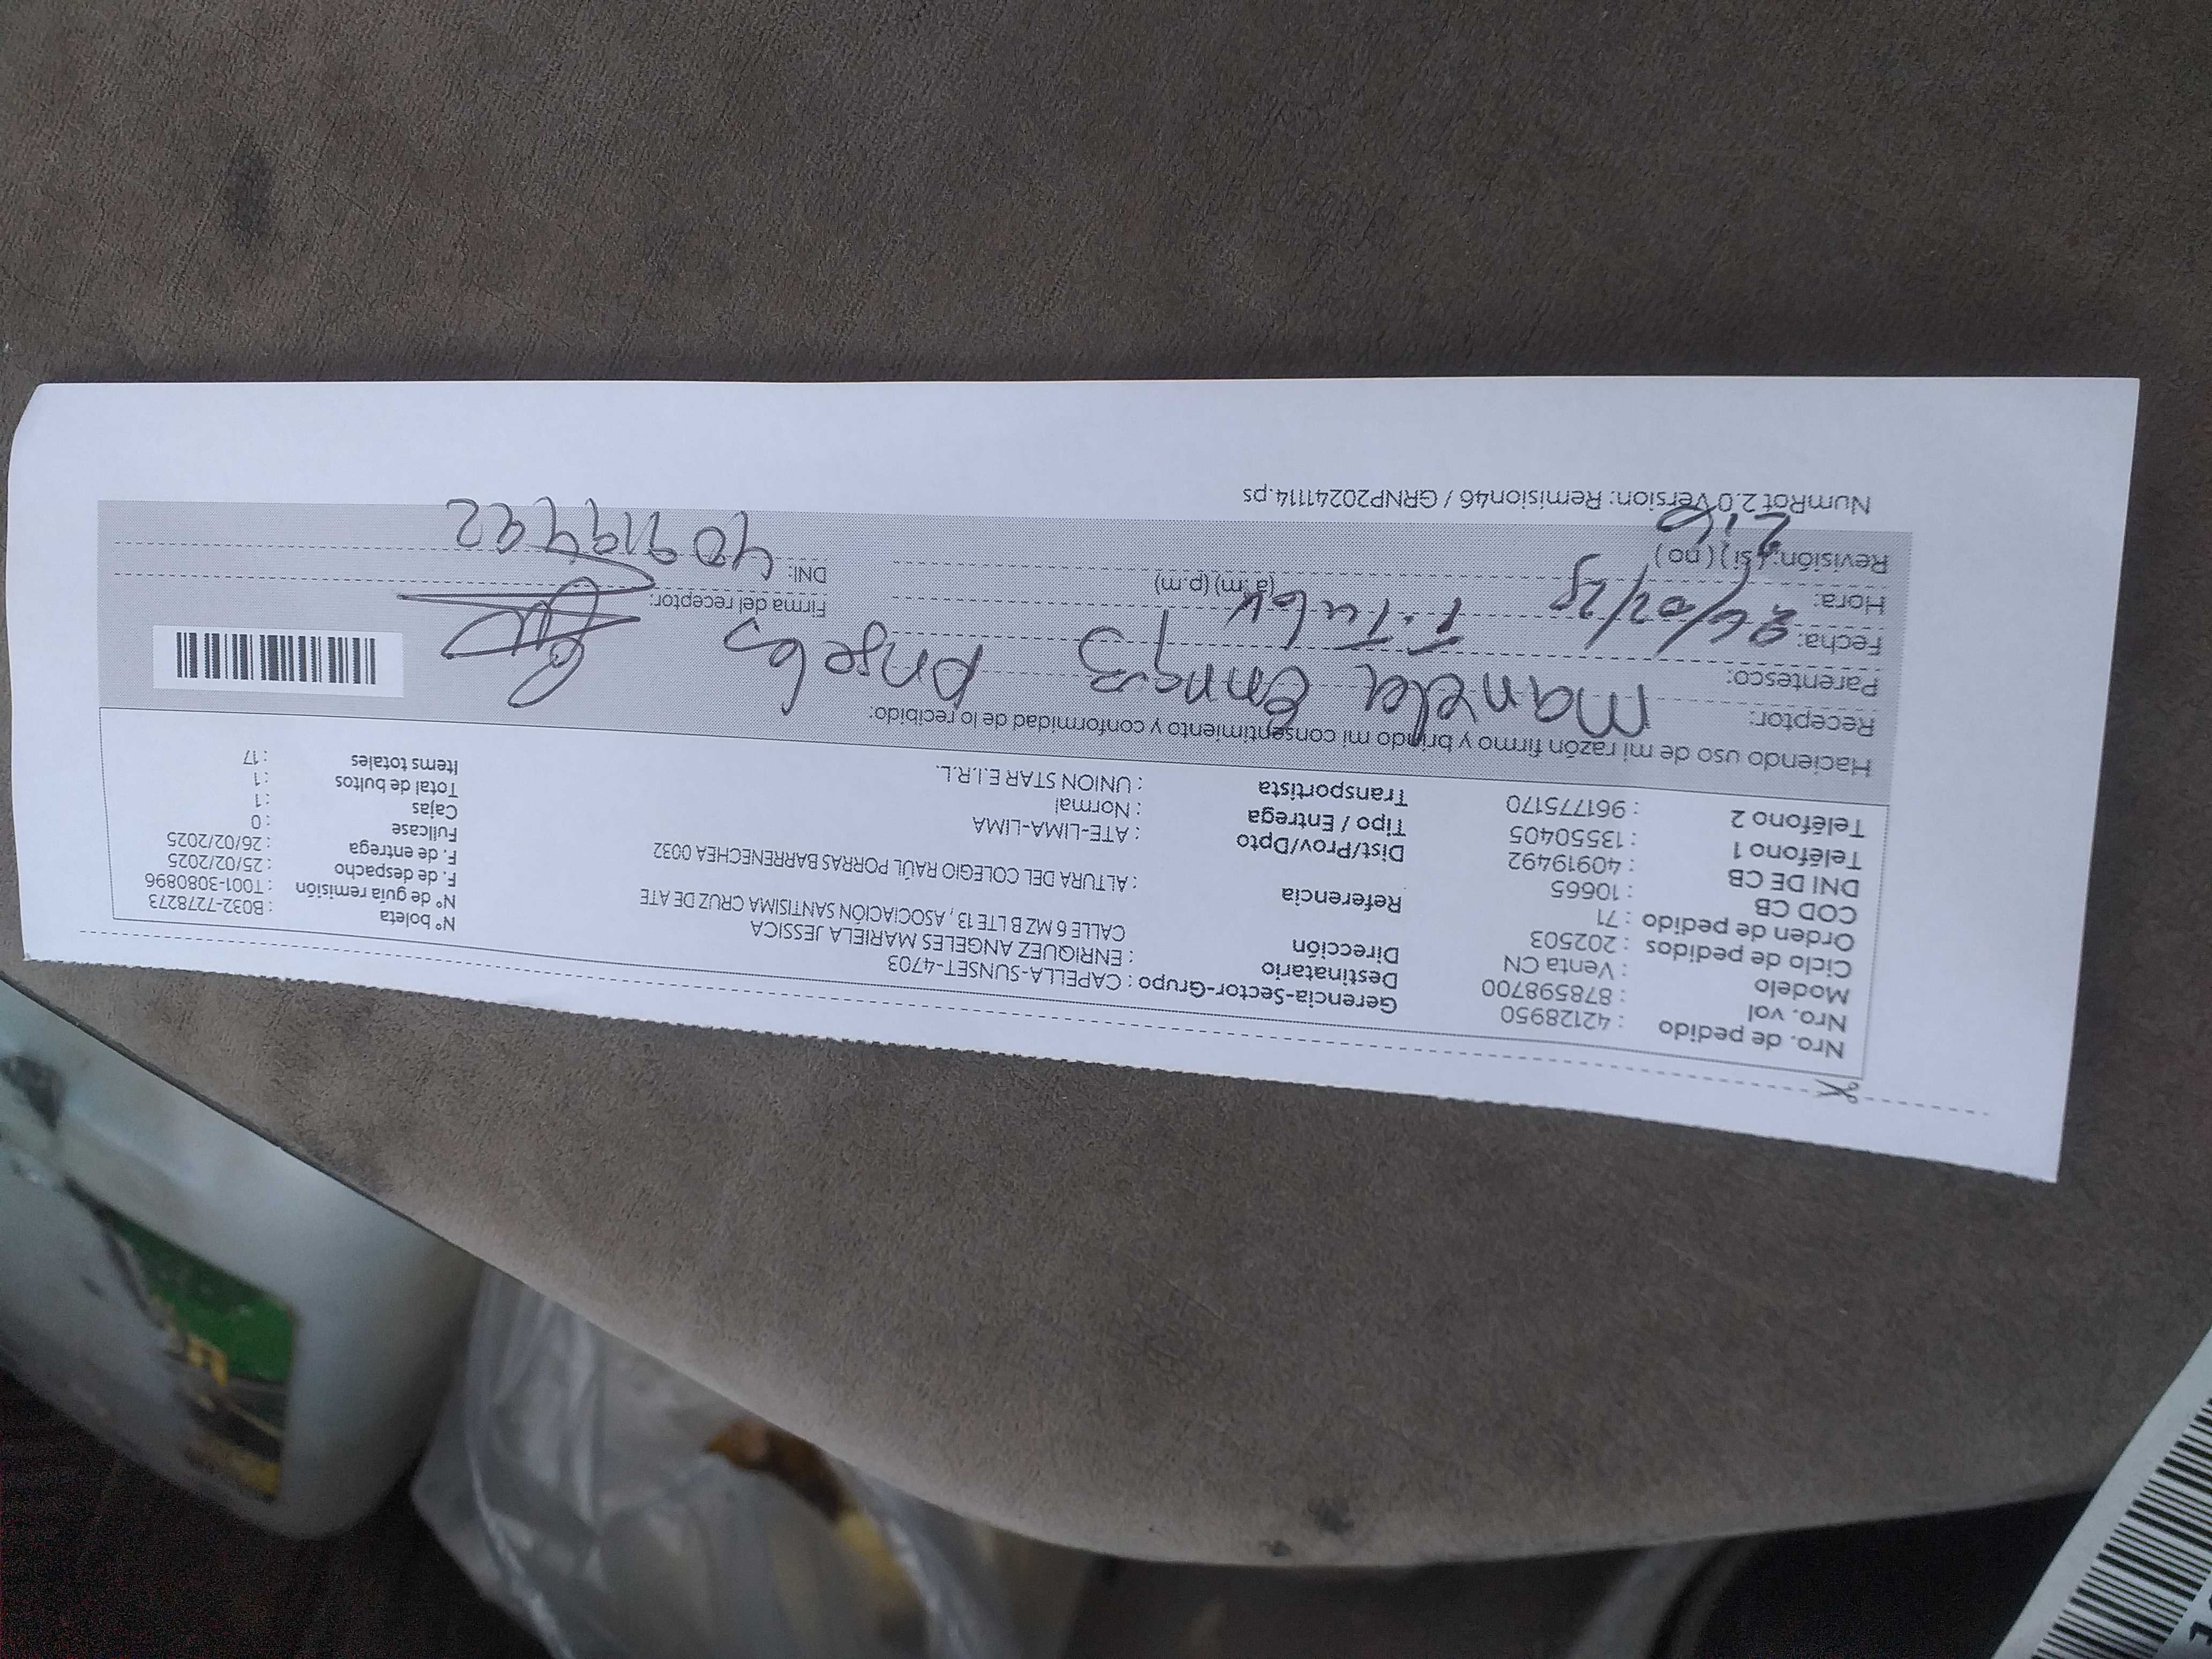 Nro. de pedido : 42128950
Nro. vol : 878598700
Modelo : Venta CN
Ciclo de pedidos : 202503
Orden de pedido : 71
COD CB : 10665
DNI DE CB : 40919492
Teléfono 1 : 13550405
Teléfono 2 : 961775170
Gerencia-Sector-Grupo : CAPELLA-SUNSET-4703
Destinatario : ENRIQUEZ ANGELES MARIELA JESSICA
Dirección CALLE 6 MZ B LTE 13 , ASOCIACIÓN SANTISIMA CRUZ DE ATE
Referencia : ALTURA DEL COLEGIO RAÚL PORRAS BARRENECHEA 0032
Dist/Prov/Dpto : ATE-LIMA-LIMA
Tipo / Entrega : Normal
Transportista : UNION STAR E.I.R.L.
N° boleta : B032-7278273
N° de guía remisión : T001-3080896
F. de despacho : 25/02/2025
F. de entrega : 26/02/2025
Fullcase : 0
Cajas : 1
Total de bultos : 1
Items totales : 17
Haciendo uso de mi razón firmo y brindo mi consentimiento y conformidad de lo recibido:
Receptor:
Parentesco:
Fecha: 26/02/25
Hora: (a.m) (p.m)
Revisión: ( si ) ( no )
Firma del receptor:
DNI: 40919492
NumRot 2.0 Version: Remision46 / GRNP20241114.ps